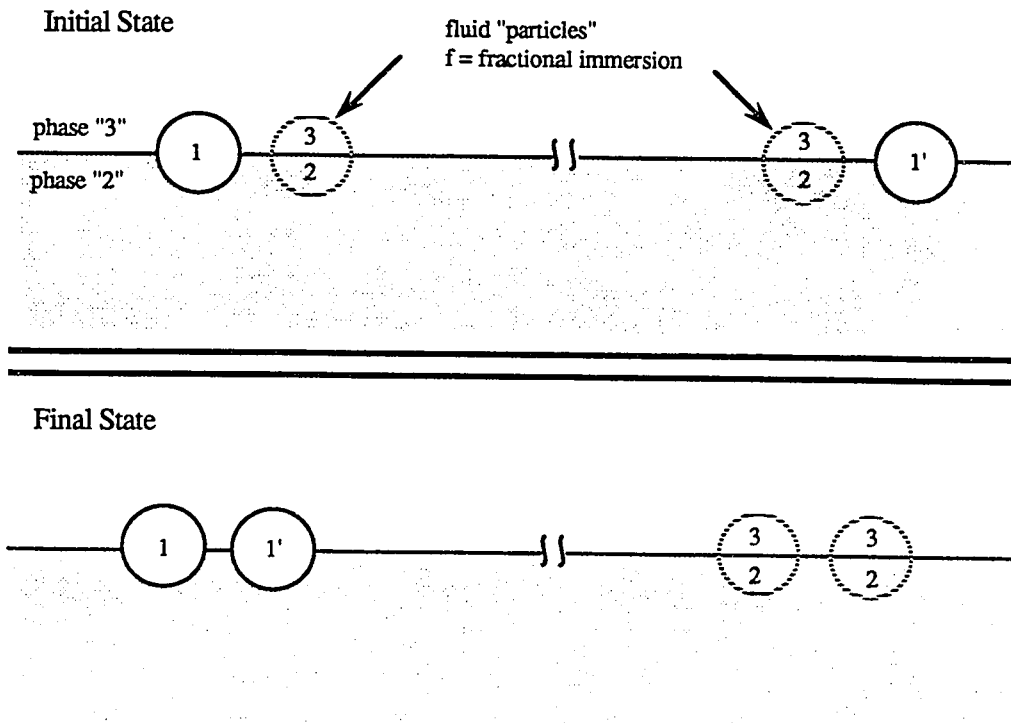 Initial State
fluid "particles"
f = fractional immersion
phase "3"
phase "2"
1
3
2
3
2
1'
Final State
1
1'
3
2
3
2